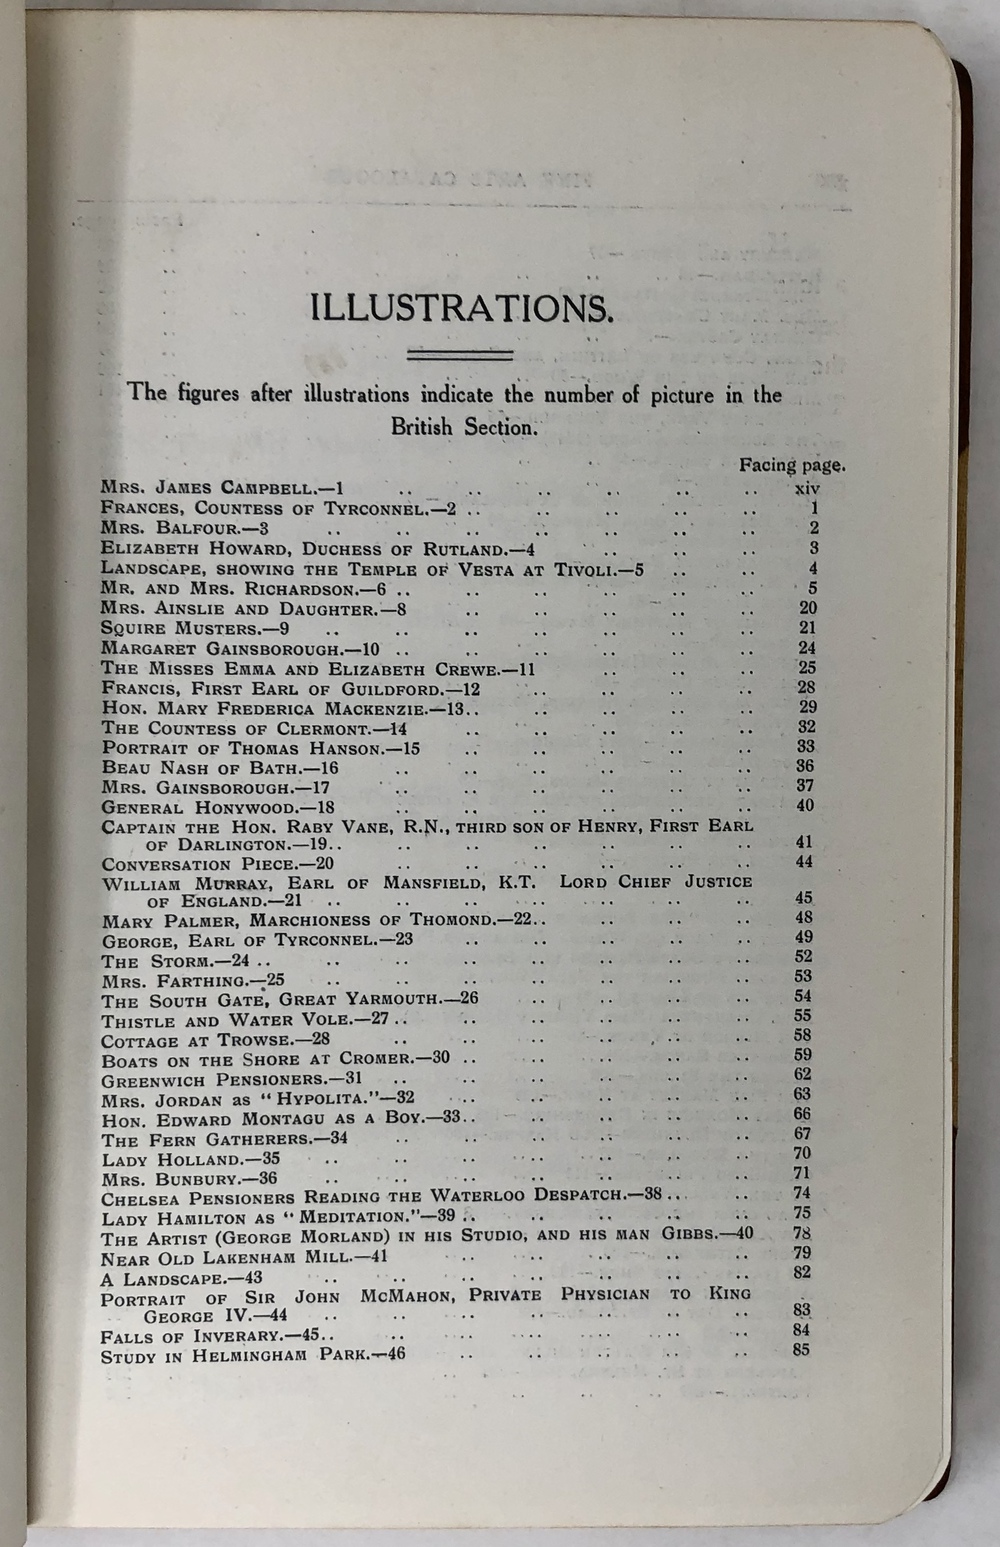 ILLUSTRATIONS.
The figures after illustrations indicate the number of picture in the
British Section.
Facing page.
MRS. JAMES CAMPBELL.—1 .. .. .. .. .. .. xiv
FRANCES, COUNTESS OF TYRCONNEL.—2 .. .. .. .. .. 1
MRS. BALFOUR.—3 .. .. .. .. .. .. .. 2
ELIZABETH HOWARD, DUCHESS OF RUTLAND.—4 .. .. .. 3
LANDSCAPE, SHOWING THE TEMPLE OF VESTA AT TIVOLI.—5 .. .. 4
MR. AND MRS. RICHARDSON.—6 .. .. .. .. .. .. 5
MRS. AINSLIE AND DAUGHTER.—8 .. .. .. .. .. 20
SQUIRE MUSTERS.—9 .. .. .. .. .. .. .. 21
MARGARET GAINSBOROUGH.—10 .. .. .. .. .. .. 24
THE MISSES EMMA AND ELIZABETH CREWE.—11 .. .. .. 25
FRANCIS, FIRST EARL OF GUILDFORD.—12 .. .. .. .. 28
HON. MARY FREDERICA MACKENZIE.—13.. .. .. .. .. 29
THE COUNTESS OF CLERMONT.—14 .. .. .. .. .. 32
PORTRAIT OF THOMAS HANSON.—15 .. .. .. .. .. 33
BEAU NASH OF BATH.—16 .. .. .. .. .. .. 36
MRS. GAINSBOROUGH.—17 .. .. .. .. .. .. 37
GENERAL HONYWOOD.—18 .. .. .. .. .. .. 40
CAPTAIN THE HON. RABY VANE, R.N., THIRD SON OF HENRY, FIRST EARL
OF DARLINGTON.—19.. .. .. .. .. .. .. 41
CONVERSATION PIECE.—20 .. .. .. .. .. .. 44
WILLIAM MURRAY, EARL OF MANSFIELD, K.T. LORD CHIEF JUSTICE
OF ENGLAND.—21 .. .. .. .. .. .. .. 45
MARY PALMER, MARCHIONESS OF THOMOND.—22.. .. .. .. 48
GEORGE, EARL OF TYRCONNEL.—23 .. .. .. .. .. 49
THE STORM.—24 .. .. .. .. .. .. .. .. 52
MRS. FARTHING.—25 .. .. .. .. .. .. .. 53
THE SOUTH GATE, GREAT YARMOUTH.—26 .. .. .. .. 54
THISTLE AND WATER VOLE.—27 .. .. .. .. .. .. 55
COTTAGE AT TROWSE.—28 .. .. .. .. .. .. 58
BOATS ON THE SHORE AT CROMER.—30 .. .. .. .. .. 59
GREENWICH PENSIONERS.—31 .. .. .. .. .. .. 62
MRS. JORDAN AS "HYPOLITA."—32 .. .. .. .. .. 63
HON. EDWARD MONTAGU AS A BOY.—33.. .. .. .. .. 66
THE FERN GATHERERS.—34 .. .. .. .. .. .. 67
LADY HOLLAND.—35 .. .. .. .. .. .. .. 70
MRS. BUNBURY.—36 .. .. .. .. .. .. .. 71
CHELSEA PENSIONERS READING THE WATERLOO DESPATCH.—38 .. .. 74
LADY HAMILTON AS "MEDITATION."—39 .. .. .. .. .. 75
THE ARTIST (GEORGE MORLAND) IN HIS STUDIO, AND HIS MAN GIBBS.—40 78
NEAR OLD LAKENHAM MILL.—41 .. .. .. .. .. 79
A LANDSCAPE.—43 .. .. .. .. .. .. .. 82
PORTRAIT OF SIR JOHN MCMAHON, PRIVATE PHYSICIAN TO KING
GEORGE IV.—44 .. .. .. .. .. .. .. 83
FALLS OF INVERARY.—45.. .. .. .. .. .. .. 84
STUDY IN HELMINGHAM PARK.—46 .. .. .. .. .. 85